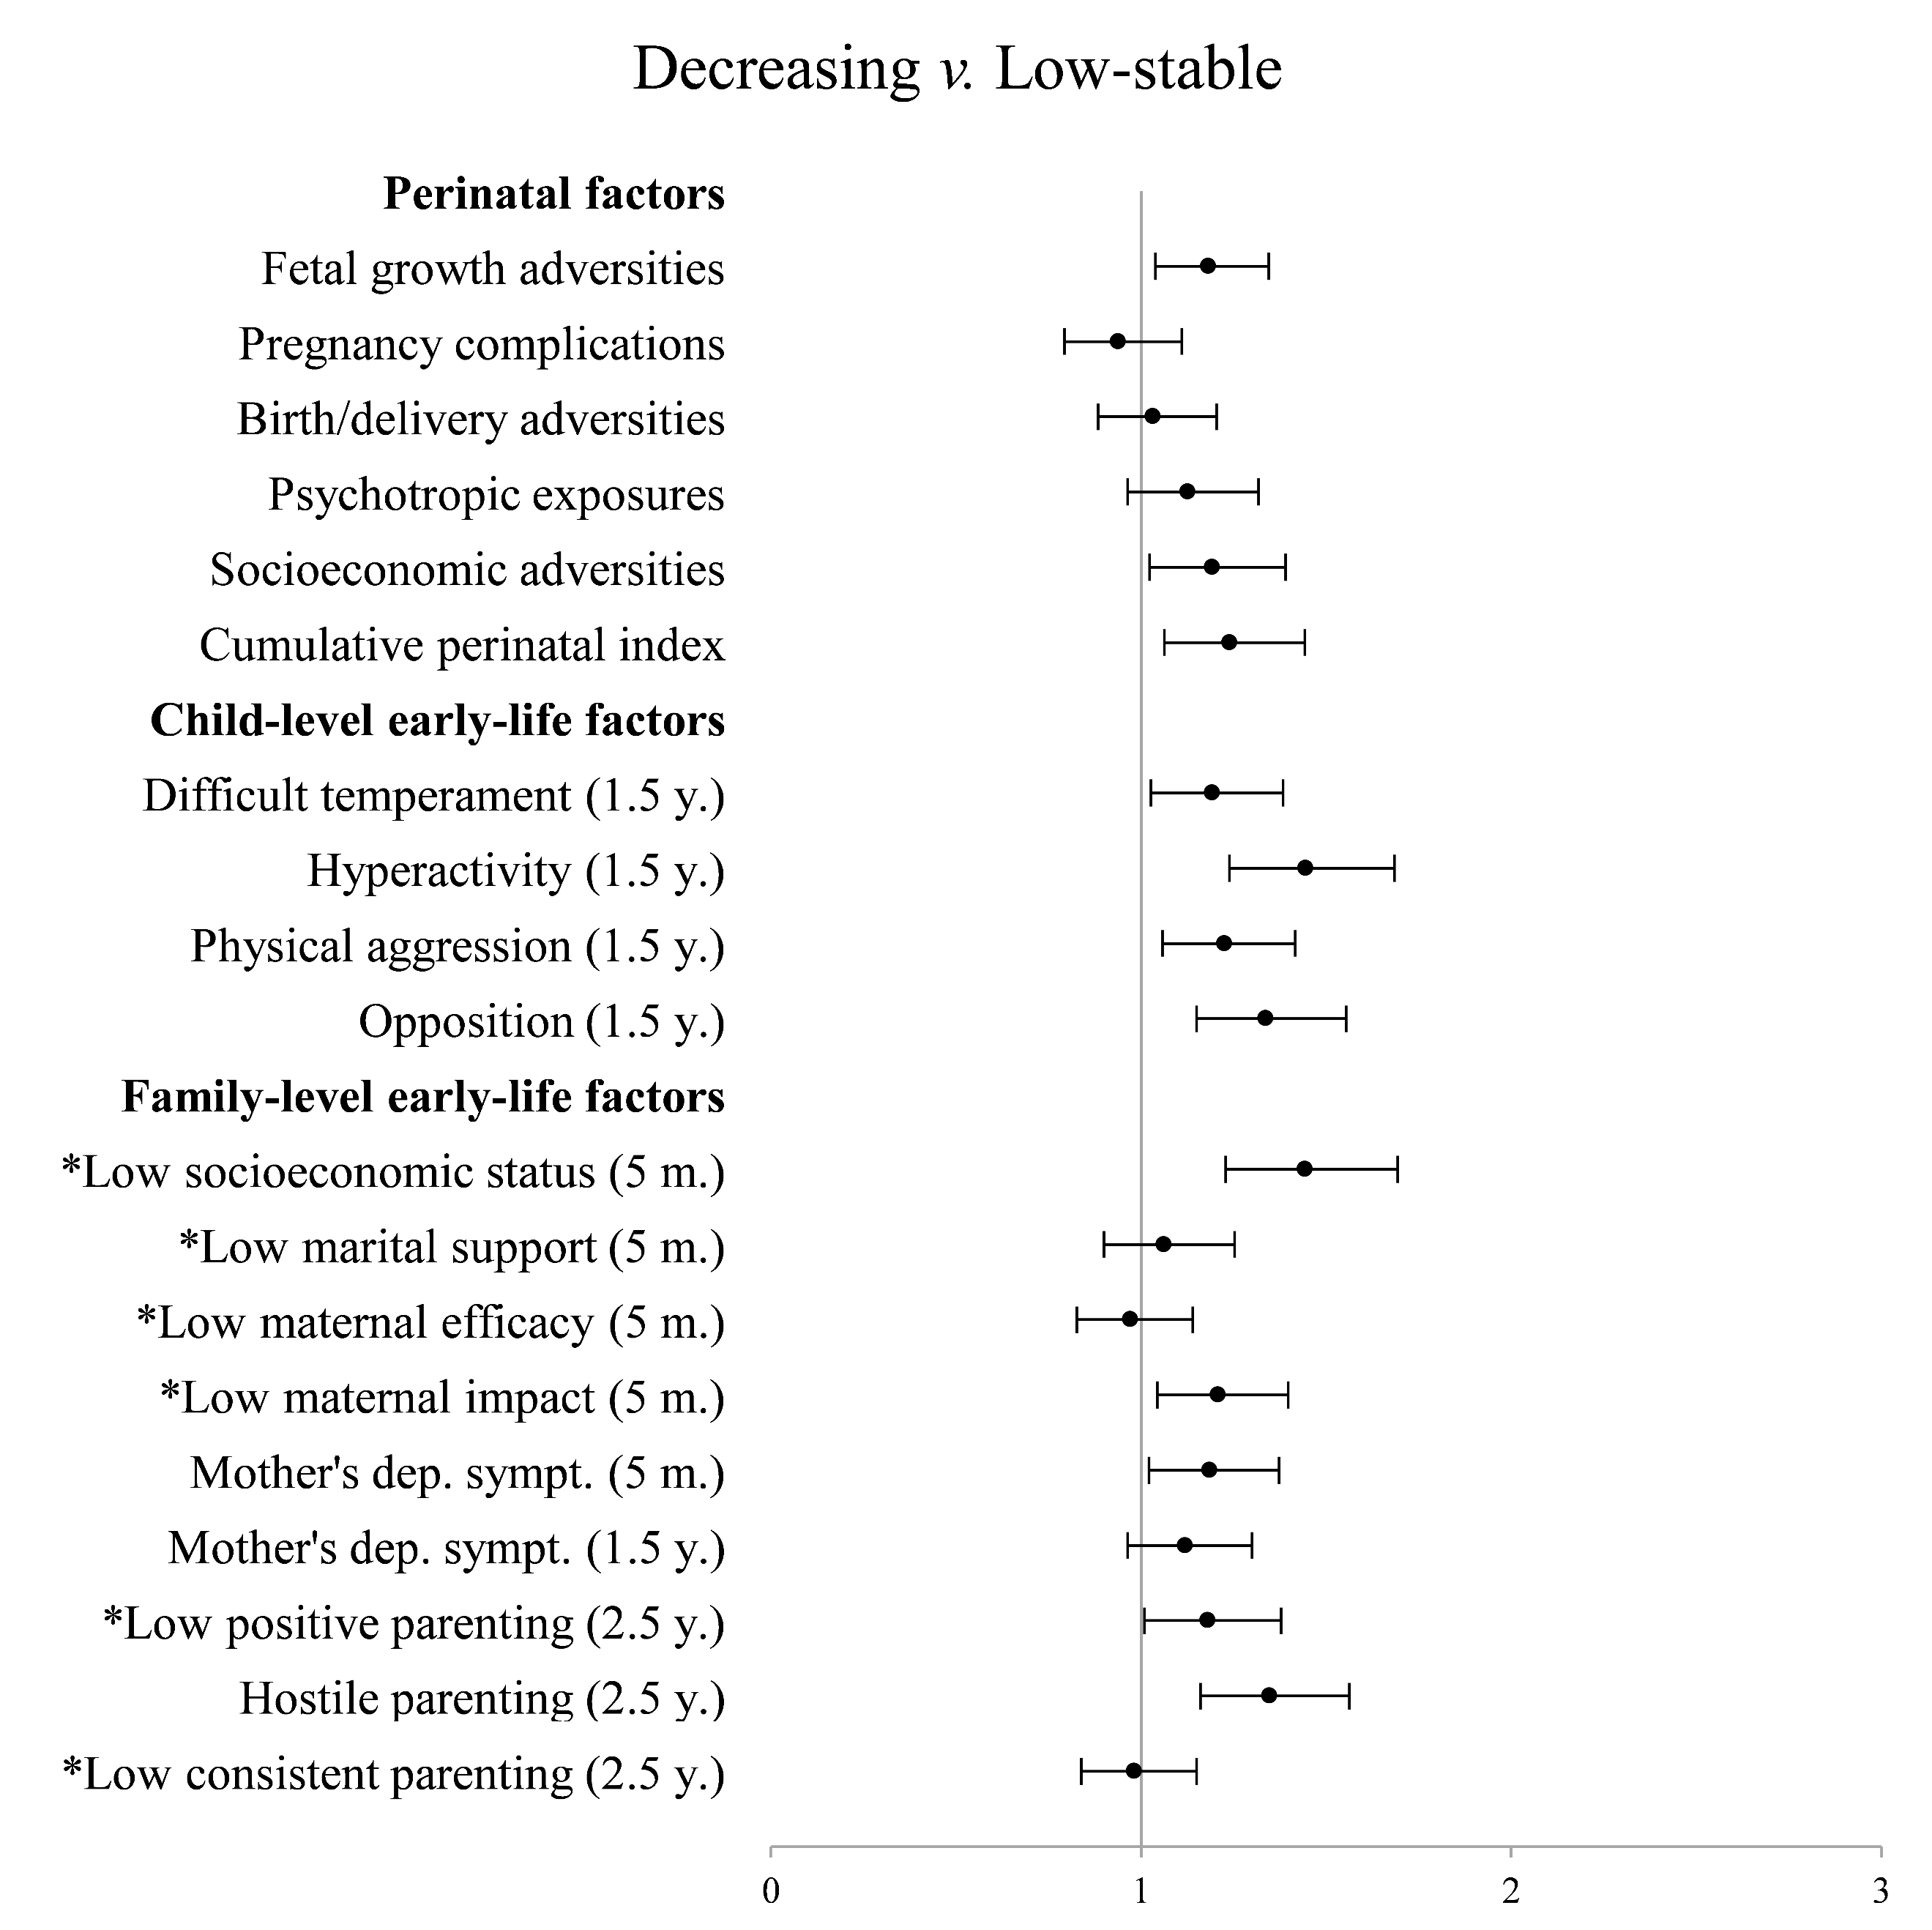 Decreasing v. Low-stable
Perinatal factors
Fetal growth adversities
Pregnancy complications
Birth/delivery adversities
Psychotropic exposures
Socioeconomic adversities
Cumulative perinatal index
Child-level early-life factors
Difficult temperament (1.5 y.)
Hyperactivity (1.5 y.)
Physical aggression (1.5 y.)
Opposition (1.5 y.)
Family-level early-life factors
*Low socioeconomic status (5 m.)
*Low marital support (5 m.)
*Low maternal efficacy (5 m.)
*Low maternal impact (5 m.)
Mother's dep. sympt. (5 m.)
Mother's dep. sympt. (1.5 y.)
*Low positive parenting (2.5 y.)
Hostile parenting (2.5 y.)
*Low consistent parenting (2.5 y.)
0 1 2 3